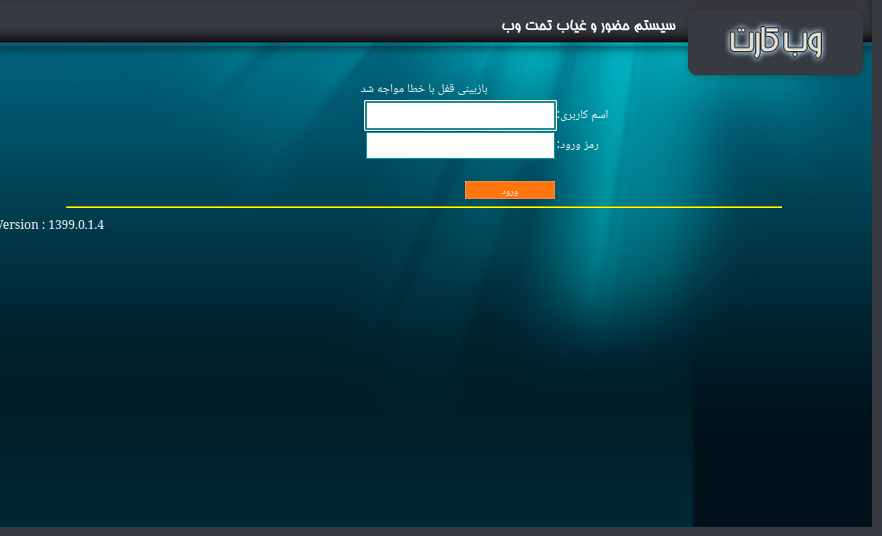 وب کارت
سیستم حضور و غیاب تحت وب
بازبینی قفل با خطا مواجه شد
اسم کاربری:
رمز ورود:
ورود
Version : 1399.0.1.4